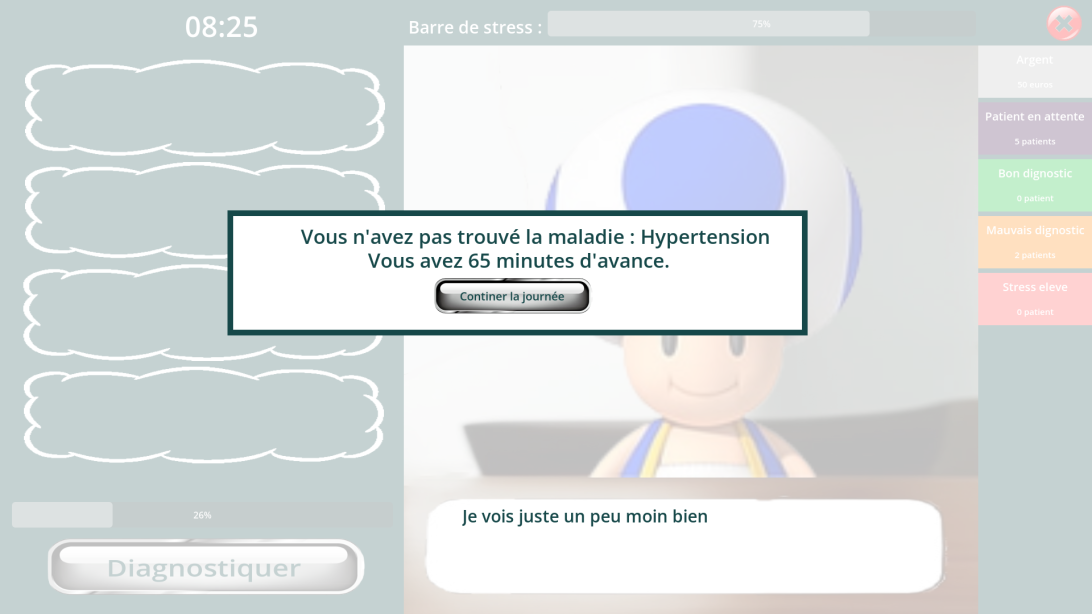 08:25
Barre de stress :
75%
Argent
50 euros
Patient en attente
5 patients
Bon dignostic
0 patient
Mauvais dignostic
2 patients
Stress eleve
0 patient
Vous n'avez pas trouvé la maladie : Hypertension
Vous avez 65 minutes d'avance.
Continer la journée
Je vois juste un peu moin bien
26%
Diagnostiquer